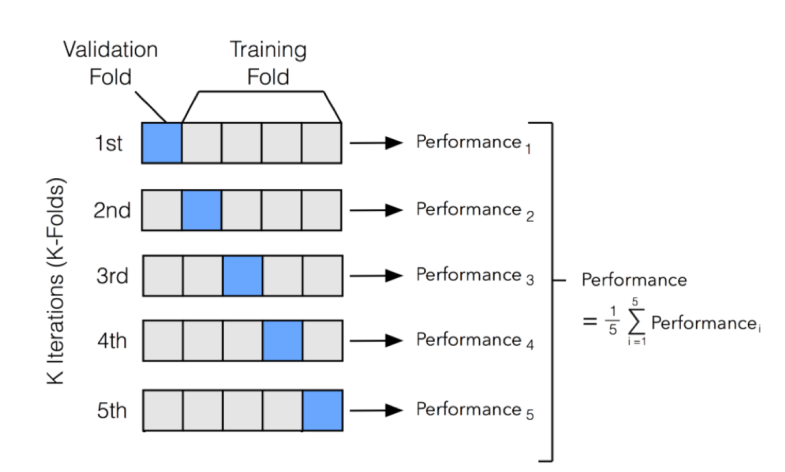 Validation
Fold
Training
Fold
K Iterations (K-Folds)
1st
Performance 1
2nd
Performance 2
3rd
Performance 3
4th
Performance 4
5th
Performance 5
Performance
= 1/5 5∑i=1 Performancei